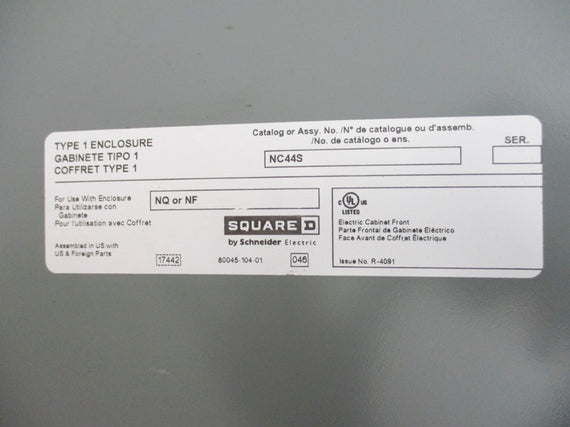 TYPE 1 ENCLOSURE
GABINETE TIPO 1
COFFRET TYPE 1
Catalog or Assy. No. /N° de catalogue ou d'assemb.
/No. de catálogo o ens.
NC44S
SER.
For Use With Enclosure
Para Utilizarse con
Gabinete
Pour l'utilisation avec Coffret
NQ or NF
SQUARE D
by Schneider Electric
Assembled in US with
US & Foreign Parts
17442
80045-104-01
046
C UL US
LISTED
Electric Cabinet Front
Parte Frontal de Gabinete Eléctrico
Face Avant de Coffret Électrique
Issue No. R-4091